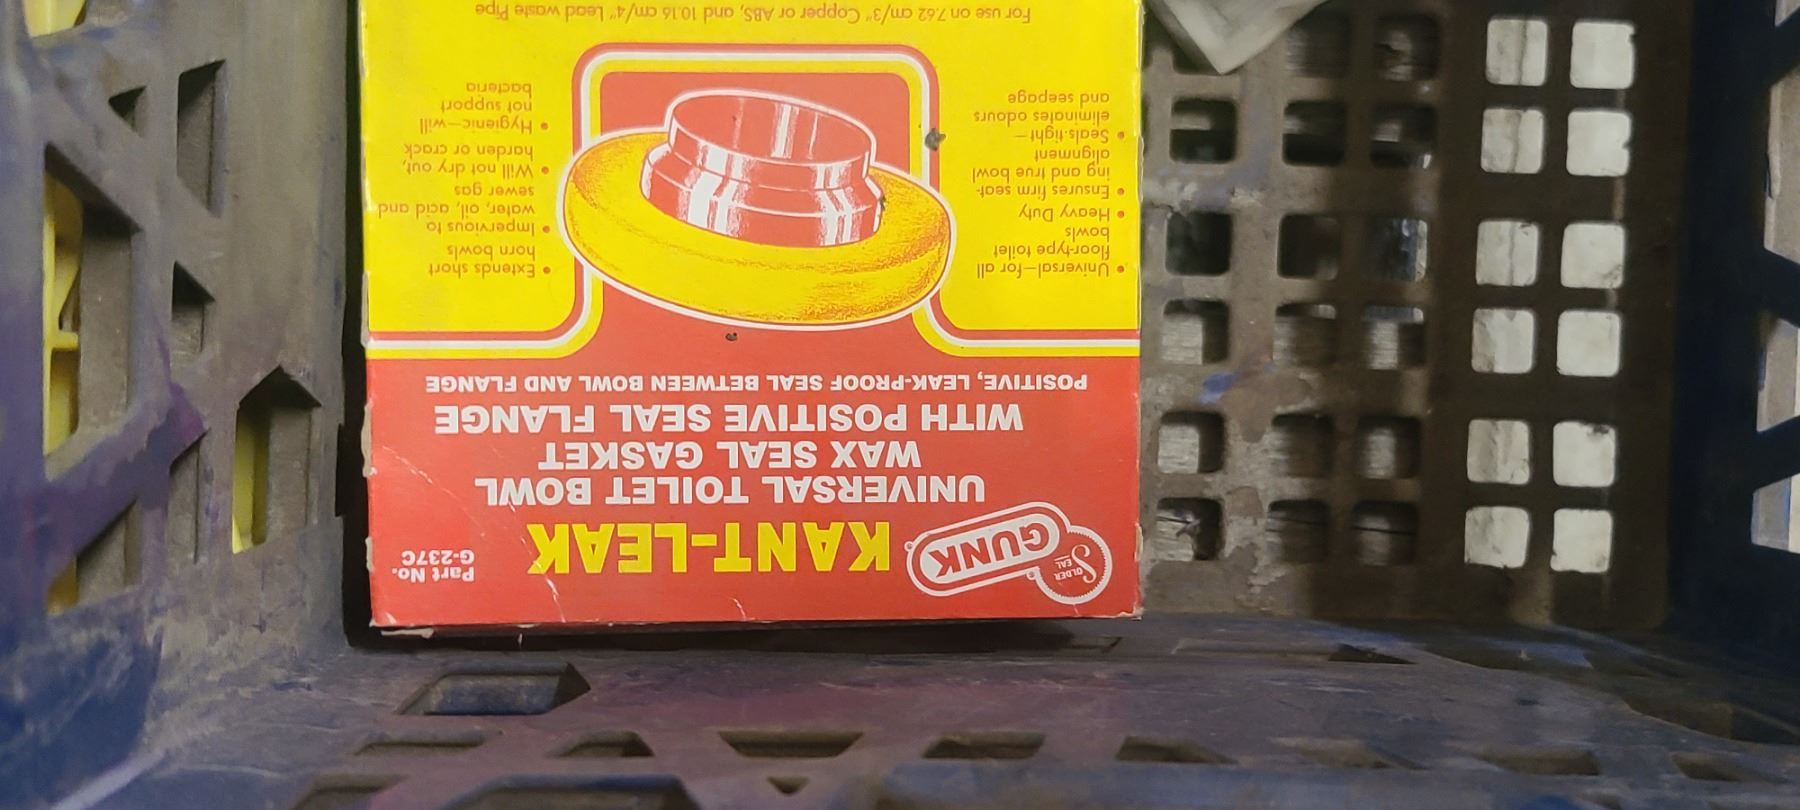 SOLDER
SEAL
GUNK
KANT-LEAK
Part No.
G-237C
UNIVERSAL TOILET BOWL
WAX SEAL GASKET
WITH POSITIVE SEAL FLANGE
POSITIVE, LEAK-PROOF SEAL BETWEEN BOWL AND FLANGE
• Universal—for all
floor-type toilet
bowls
• Heavy Duty
• Ensures firm seat-
ing and true bowl
alignment
• Seals-tight—
eliminates odours
and seepage
• Extends short
horn bowls
• Impervious to
water, oil, acid and
sewer gas
• Will not dry out,
harden or crack
• Hygienic—will
not support
bacteria
For use on 7.62 cm/3" Copper or ABS, and 10.16 cm/4" Lead waste Pipe